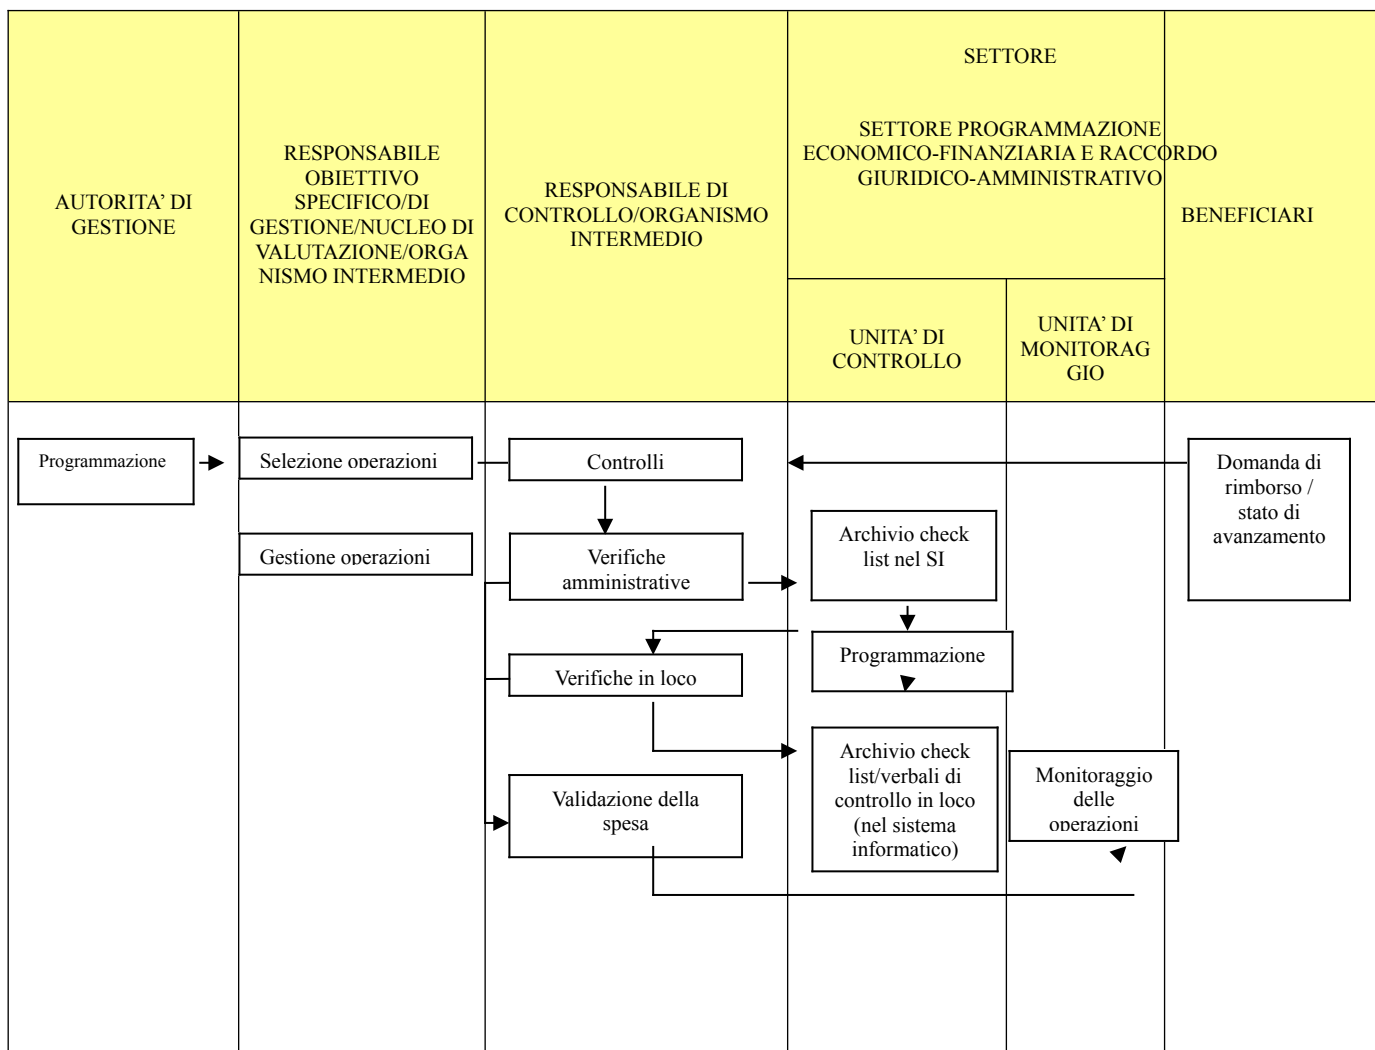 AUTORITA’ DI
GESTIONE
RESPONSABILE
OBIETTIVO
SPECIFICO/DI
GESTIONE/NUCLEO DI
VALUTAZIONE/ORGA
NISMO INTERMEDIO
RESPONSABILE DI
CONTROLLO/ORGANISMO
INTERMEDIO
SETTORE
SETTORE PROGRAMMAZIONE
ECONOMICO-FINANZIARIA E RACCORDO
GIURIDICO-AMMINISTRATIVO
UNITA’ DI
CONTROLLO
UNITA’ DI
MONITORAG
GIO
BENEFICIARI
Programmazione
Selezione operazioni
Controlli
Domanda di
rimborso /
stato di
avanzamento
Gestione operazioni
Verifiche
amministrative
Archivio check
list nel SI
Programmazione
Verifiche in loco
Archivio check
list/verbali di
controllo in loco
(nel sistema
informatico)
Monitoraggio
delle
operazioni
Validazione della
spesa